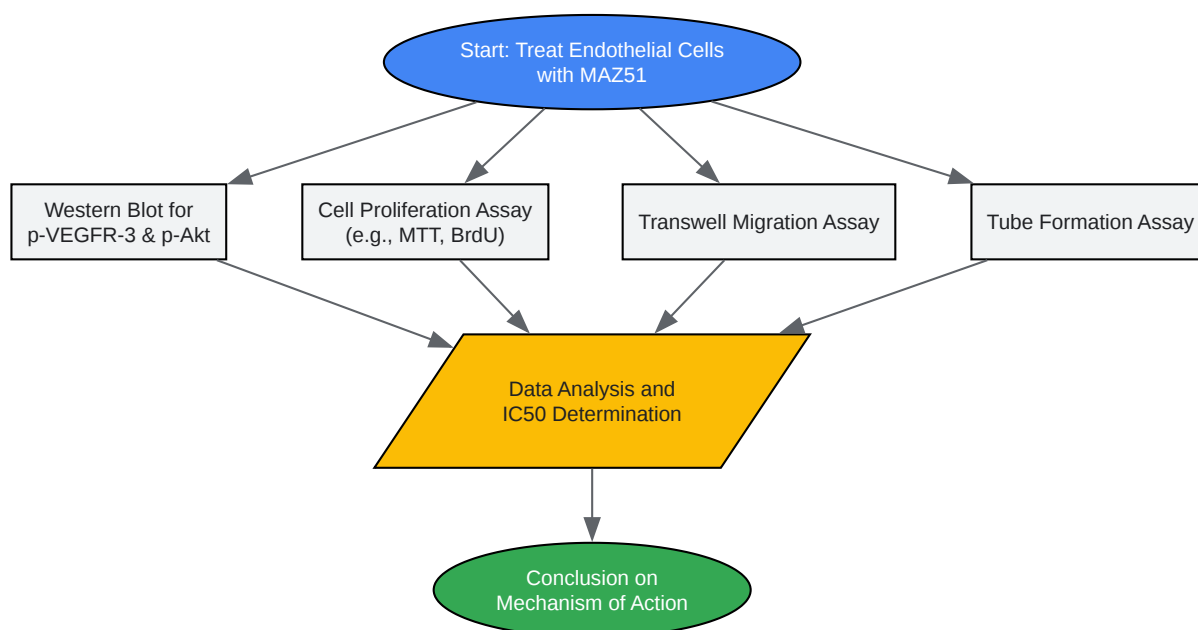 Start: Treat Endothelial Cells
with MAZ51
Western Blot for
p-VEGFR-3 & p-Akt
Cell Proliferation Assay
(e.g., MTT, BrdU)
Transwell Migration Assay
Tube Formation Assay
Data Analysis and
IC50 Determination
Conclusion on
Mechanism of Action